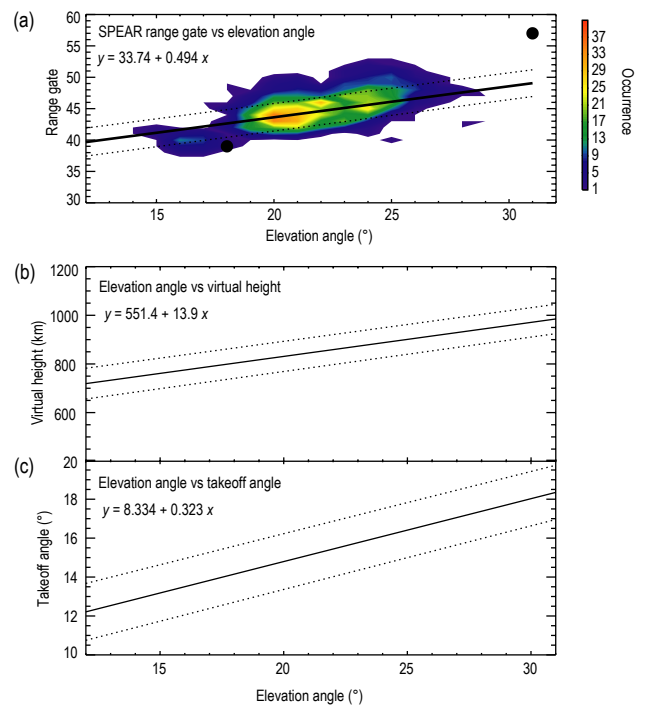 (a)
SPEAR range gate vs elevation angle
y = 33.74 + 0.494 x
60
55
50
45
40
35
30
Range gate
15 20 25 30
Elevation angle (°)
37
33
29
25
21
17
13
9
5
1
Occurrence
(b)
Elevation angle vs virtual height
y = 551.4 + 13.9 x
1200
1000
800
600
Virtual height (km)
(c)
Elevation angle vs takeoff angle
y = 8.334 + 0.323 x
20
18
16
14
12
10
Takeoff angle (°)
15 20 25 30
Elevation angle (°)